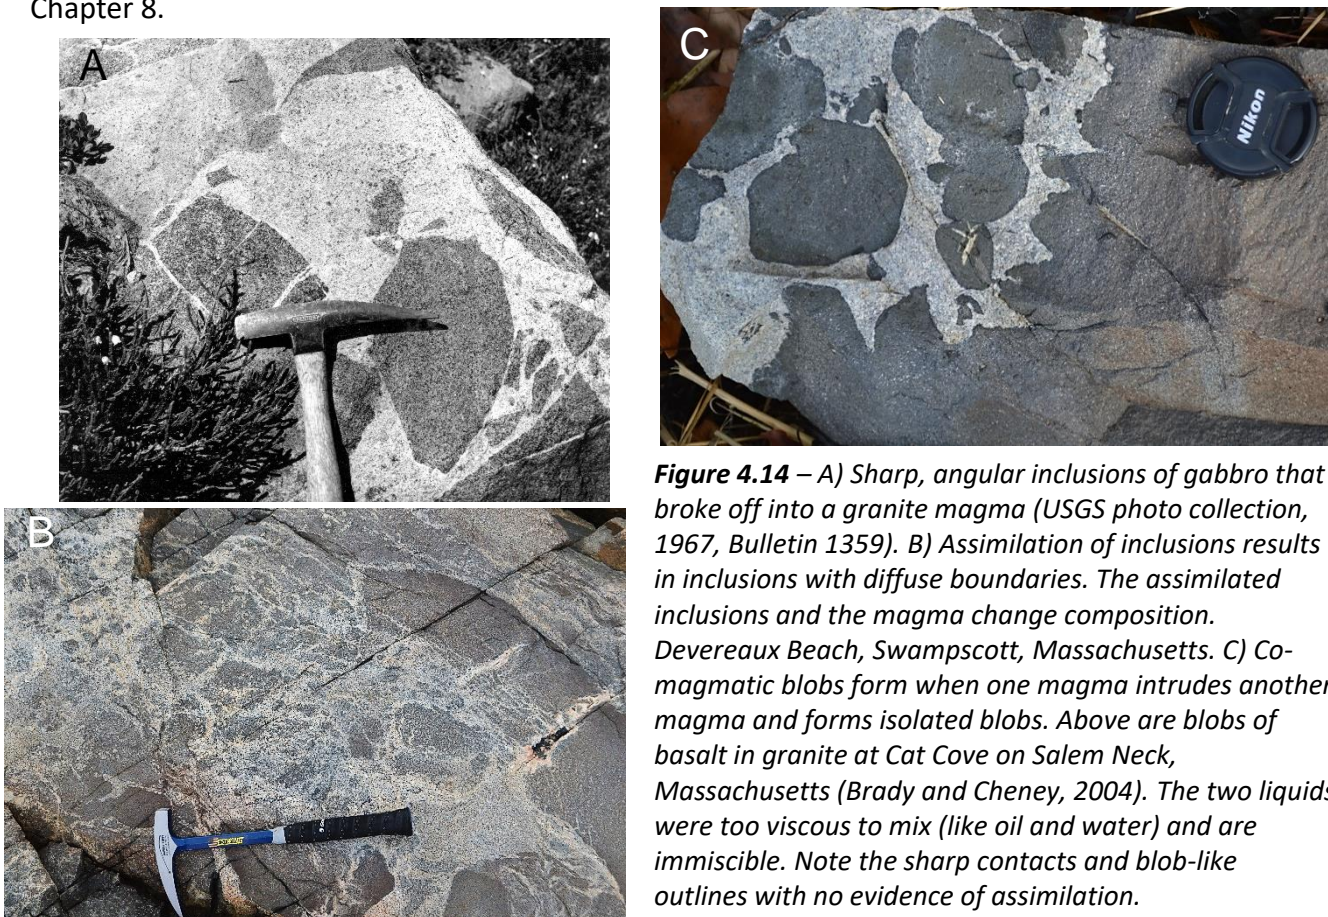 Chapter 8.
A
C
Nikon
B
Figure 4.14 – A) Sharp, angular inclusions of gabbro that
broke off into a granite magma (USGS photo collection,
1967, Bulletin 1359). B) Assimilation of inclusions results
in inclusions with diffuse boundaries. The assimilated
inclusions and the magma change composition.
Devereaux Beach, Swampscott, Massachusetts. C) Co-
magmatic blobs form when one magma intrudes another
magma and forms isolated blobs. Above are blobs of
basalt in granite at Cat Cove on Salem Neck,
Massachusetts (Brady and Cheney, 2004). The two liquids
were too viscous to mix (like oil and water) and are
immiscible. Note the sharp contacts and blob-like
outlines with no evidence of assimilation.